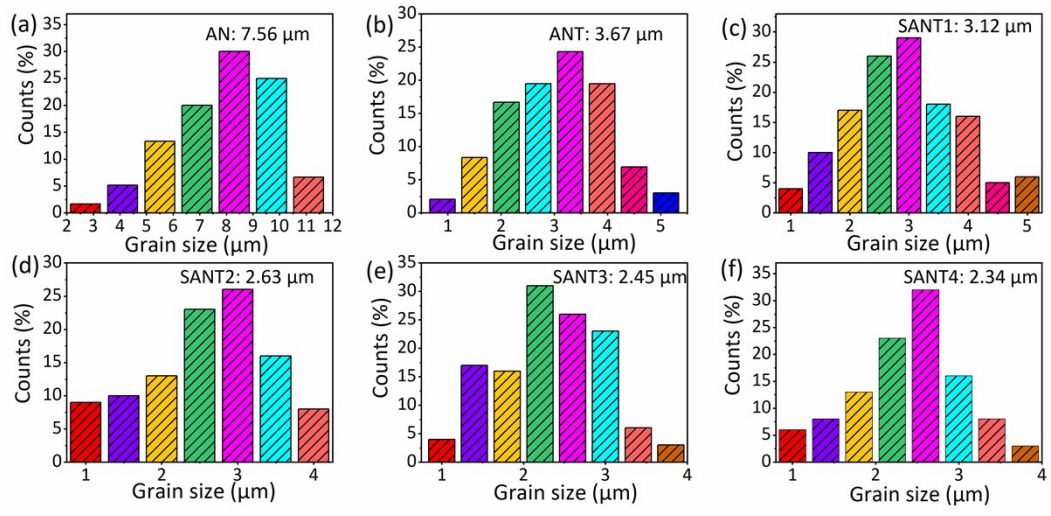 (a)
AN: 7.56 μm
35
30
25
20
15
10
5
0
Counts (%)
2 3 4 5 6 7 8 9 10 11 12
Grain size (μm)
(b)
ANT: 3.67 μm
30
25
20
15
10
5
0
Counts (%)
1 2 3 4 5
Grain size (μm)
(c)
SANT1: 3.12 μm
30
25
20
15
10
5
0
Counts (%)
1 2 3 4 5
Grain size (μm)
(d)
SANT2: 2.63 μm
30
25
20
15
10
5
0
Counts (%)
1 2 3 4
Grain size (μm)
(e)
SANT3: 2.45 μm
35
30
25
20
15
10
5
0
Counts (%)
1 2 3 4
Grain size (μm)
(f)
SANT4: 2.34 μm
35
30
25
20
15
10
5
0
Counts (%)
1 2 3 4
Grain size (μm)